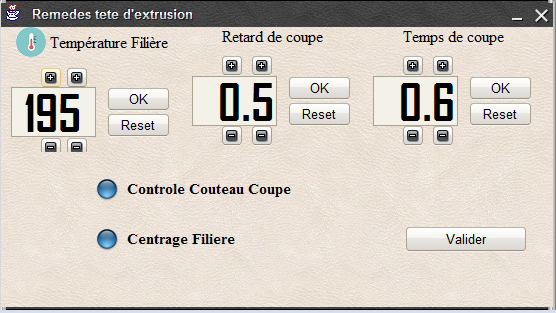 Remedes tete d'extrusion
Température Filière
Retard de coupe
Temps de coupe
195
OK
Reset
0.5
OK
Reset
0.6
OK
Reset
Controle Couteau Coupe
Centrage Filiere
Valider